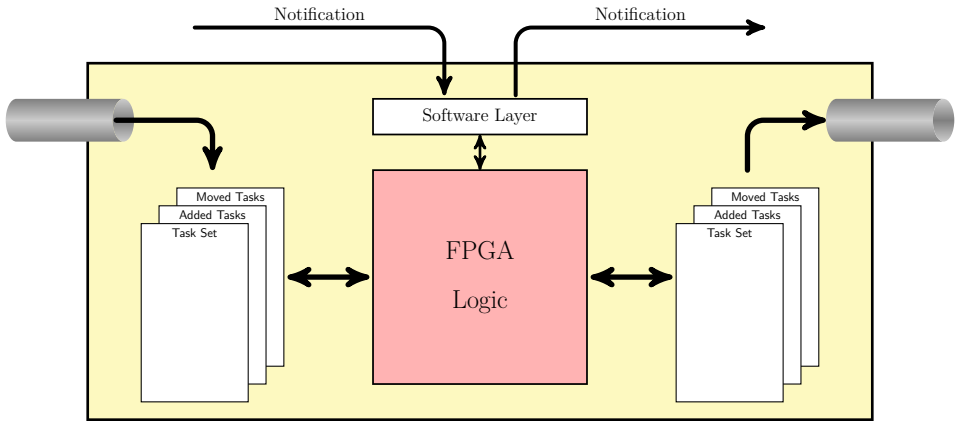 Notification
Notification
Software Layer
Moved Tasks
Added Tasks
Task Set
FPGA
Logic
Moved Tasks
Added Tasks
Task Set